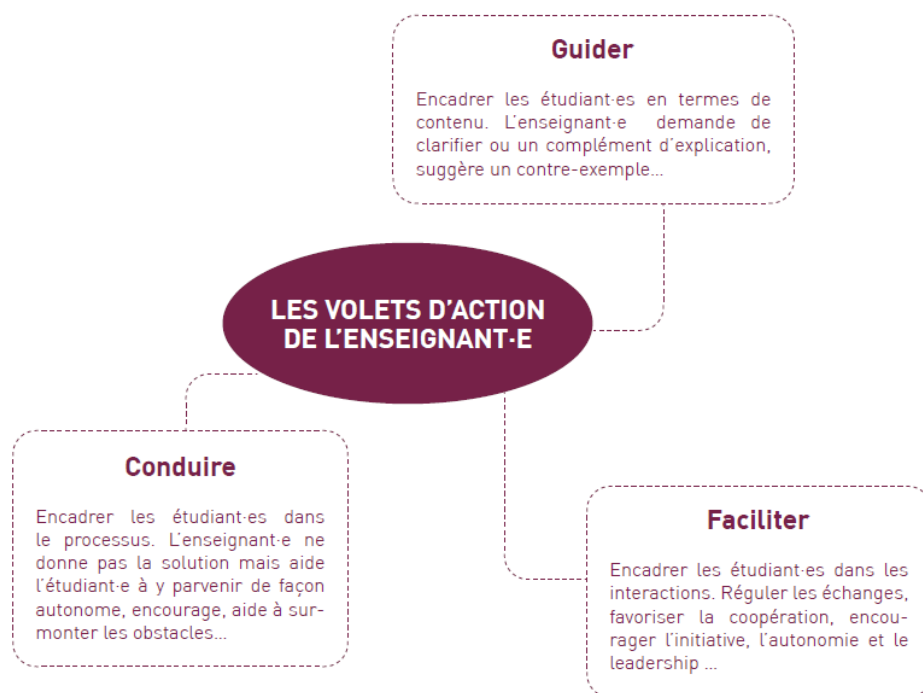 Guider
Encadrer les étudiant·es en termes de
contenu. L'enseignant·e demande de
clarifier ou un complément d'explication,
suggère un contre-exemple...
LES VOLETS D'ACTION
DE L'ENSEIGNANT·E
Conduire
Encadrer les étudiant·es dans
le processus. L'enseignant·e ne
donne pas la solution mais aide
l'étudiant·e à y parvenir de façon
autonome, encourage, aide à sur-
monter les obstacles...
Faciliter
Encadrer les étudiant·es dans les
interactions. Réguler les échanges,
favoriser la coopération, encou-
rager l'initiative, l'autonomie et le
leadership ...